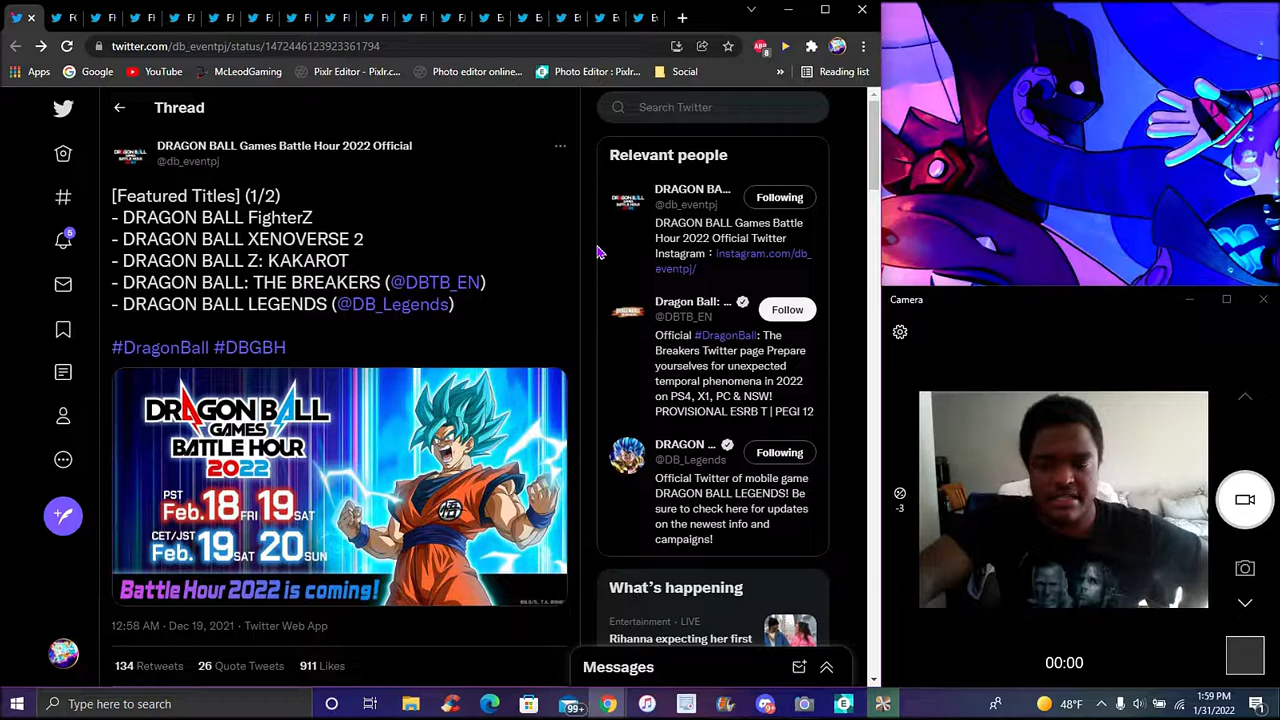 twitter.com/db_eventpj/status/1472446123923361794
8
Apps
Google
YouTube
McLeodGaming
Pixlr Editor - Pixlr.c...
Photo editor online...
Photo Editor : Pixlr...
Social
»
Reading list
Thread
DRAGON BALL Games Battle Hour 2022 Official
@db_eventpj
[Featured Titles] (1/2)
- DRAGON BALL FighterZ
- DRAGON BALL XENOVERSE 2
- DRAGON BALL Z: KAKAROT
- DRAGON BALL: THE BREAKERS (@DBTB_EN)
- DRAGON BALL LEGENDS (@DB_Legends)
#DragonBall #DBGBH
DRAGON BALL
GAMES
BATTLE HOUR
2022
PST
Feb. 18 FRI 19 SAT
CET/JST
Feb. 19 SAT 20 SUN
Battle Hour 2022 is coming!
12:58 AM · Dec 19, 2021 · Twitter Web App
134 Retweets 26 Quote Tweets 911 Likes
6
Search Twitter
Relevant people
DRAGON BA...
@db_eventpj
Following
DRAGON BALL Games Battle
Hour 2022 Official Twitter
Instagram : instagram.com/db_
eventpj/
Dragon Ball: ...
@DBTB_EN
Follow
Official #DragonBall: The
Breakers Twitter page Prepare
yourselves for unexpected
temporal phenomena in 2022
on PS4, X1, PC & NSW!
PROVISIONAL ESRB T | PEGI 12
DRAGON ...
@DB_Legends
Following
Official Twitter of mobile game
DRAGON BALL LEGENDS! Be
sure to check here for updates
on the newest info and
campaigns!
What's happening
Entertainment · LIVE
Rihanna expecting her first
Messages
Camera
-3
00:00
Type here to search
99+
48°F
1:59 PM
1/31/2022